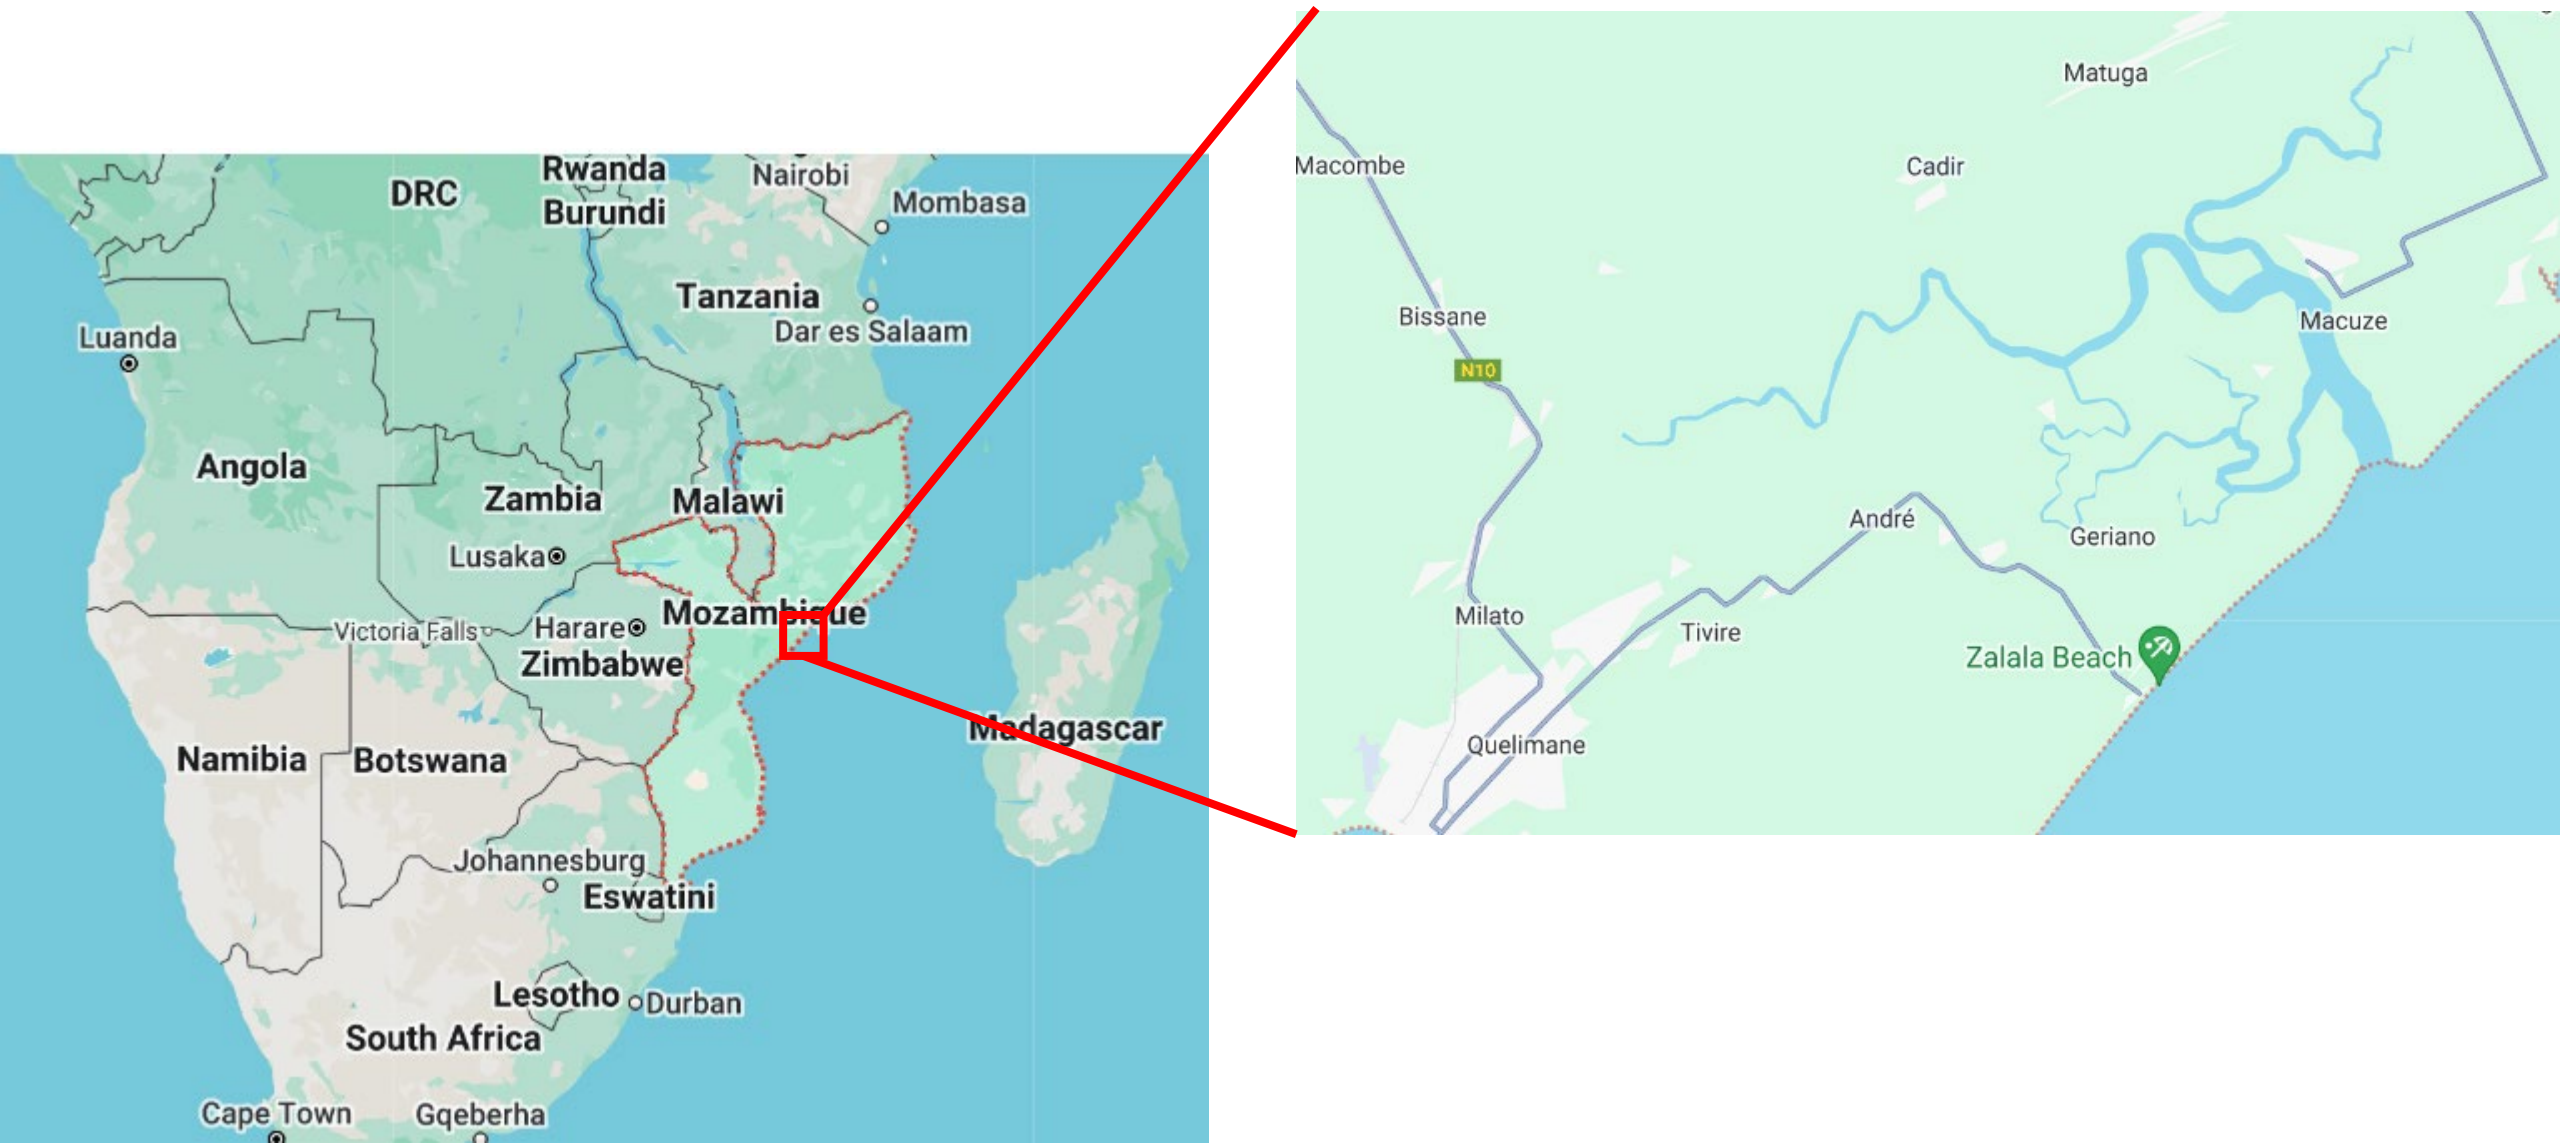 Rwanda
Nairobi
DRC
Burundi
Mombasa
Tanzania
Dar es Salaam
Luanda
Angola
Zambia
Malawi
Lusaka
Mozambique
Victoria Falls
Harare
Zimbabwe
Madagascar
Namibia
Botswana
Johannesburg
Eswatini
Lesotho
Durban
South Africa
Cape Town
Gqeberha
Matuga
Macombe
Cadir
Bissane
Macuze
N10
André
Geriano
Milato
Tivire
Zalala Beach
Quelimane